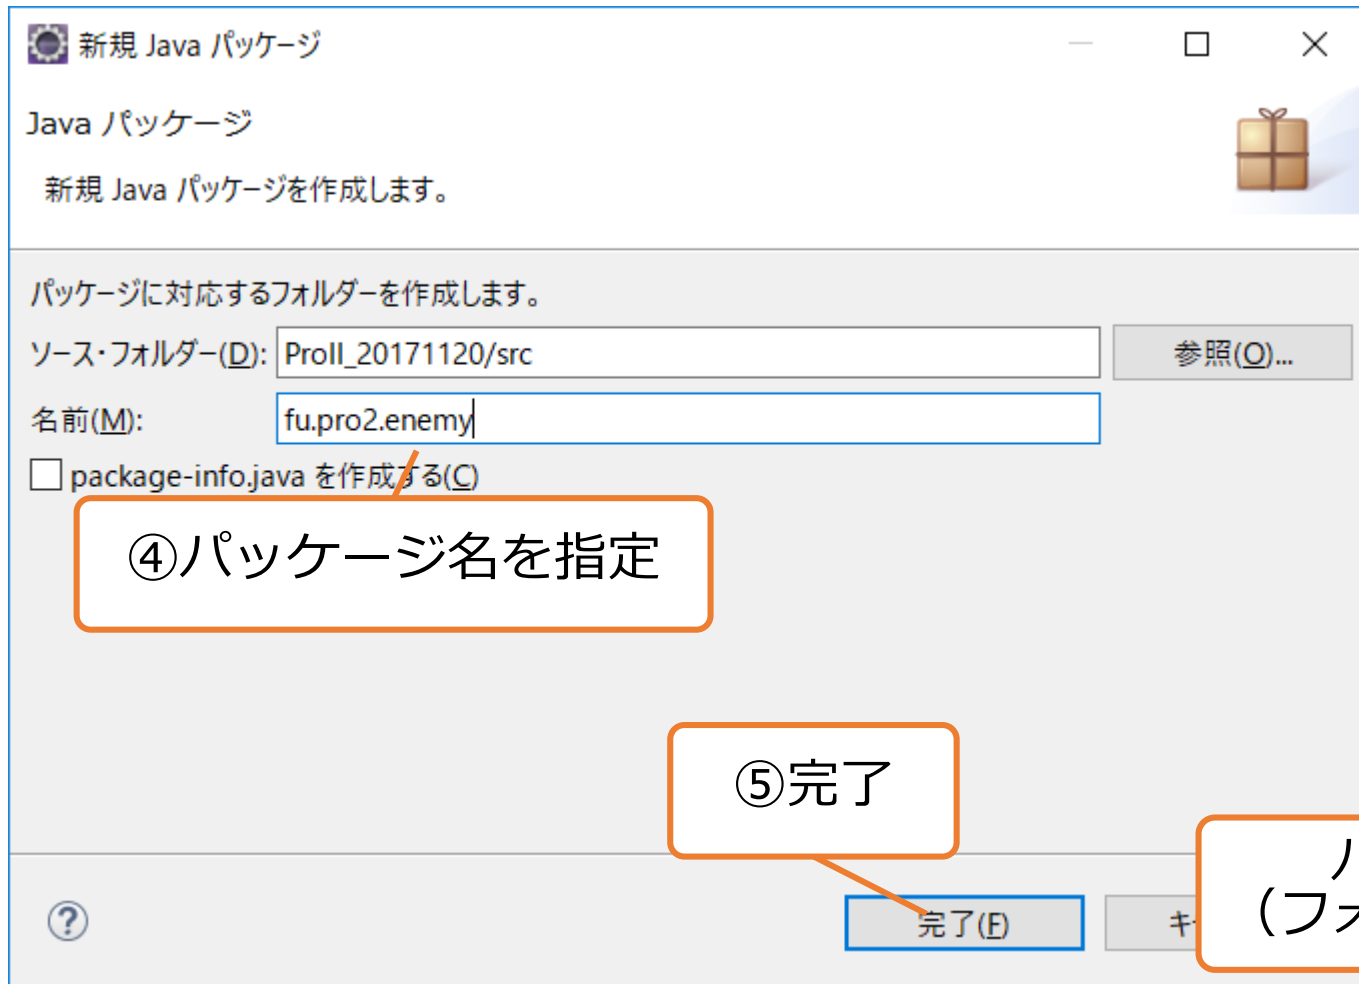 新規 Java パッケージ
Java パッケージ
新規 Java パッケージを作成します。
パッケージに対応するフォルダーを作成します。
ソース・フォルダー(D): ProII_20171120/src 参照(O)...
名前(M): fu.pro2.enemy
package-info.java を作成する(C)
④パッケージ名を指定
⑤完了
(フォ
完了(F) キ